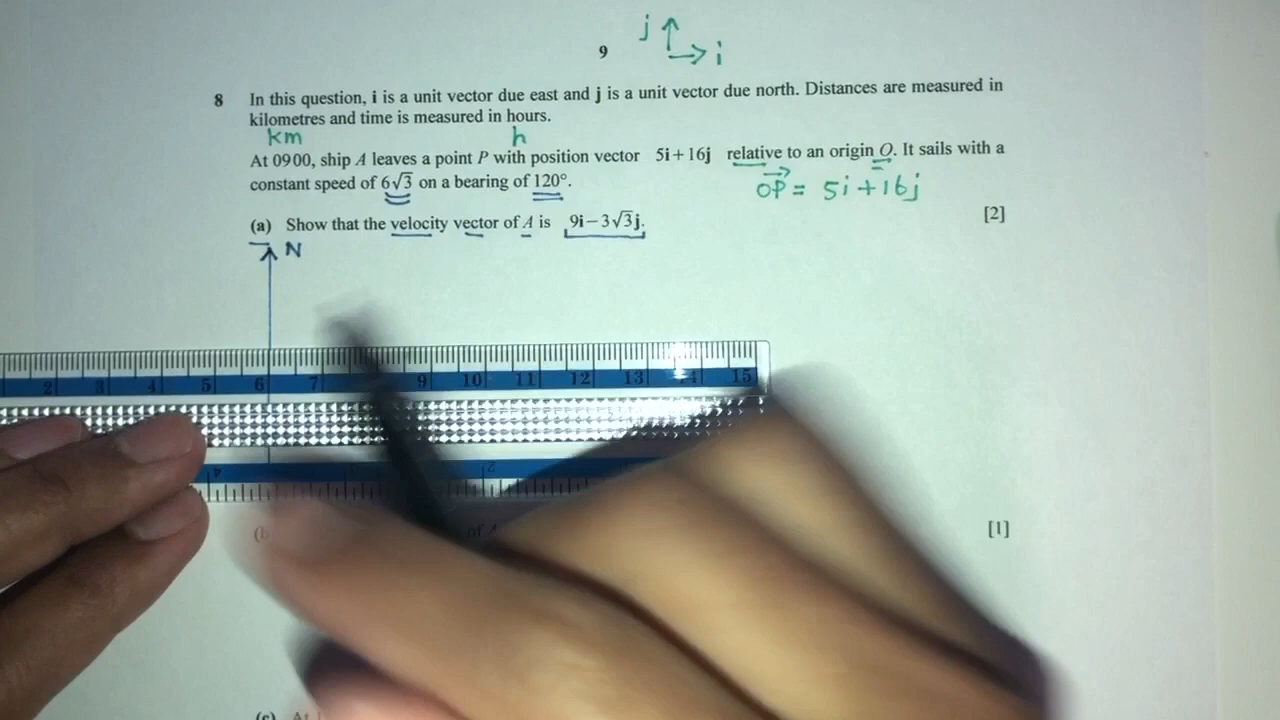 9 j i
8 In this question, i is a unit vector due east and j is a unit vector due north. Distances are measured in
kilometres and time is measured in hours.
km h
At 0900, ship A leaves a point P with position vector 5i+16j relative to an origin O. It sails with a
constant speed of 6√3 on a bearing of 120°.
OP = 5i+16j
(a) Show that the velocity vector of A is 9i−3√3j. [2]
N
2 3 4 5 6 7 9 10 11 12 13 14 15
(b of A [1]
(c) At